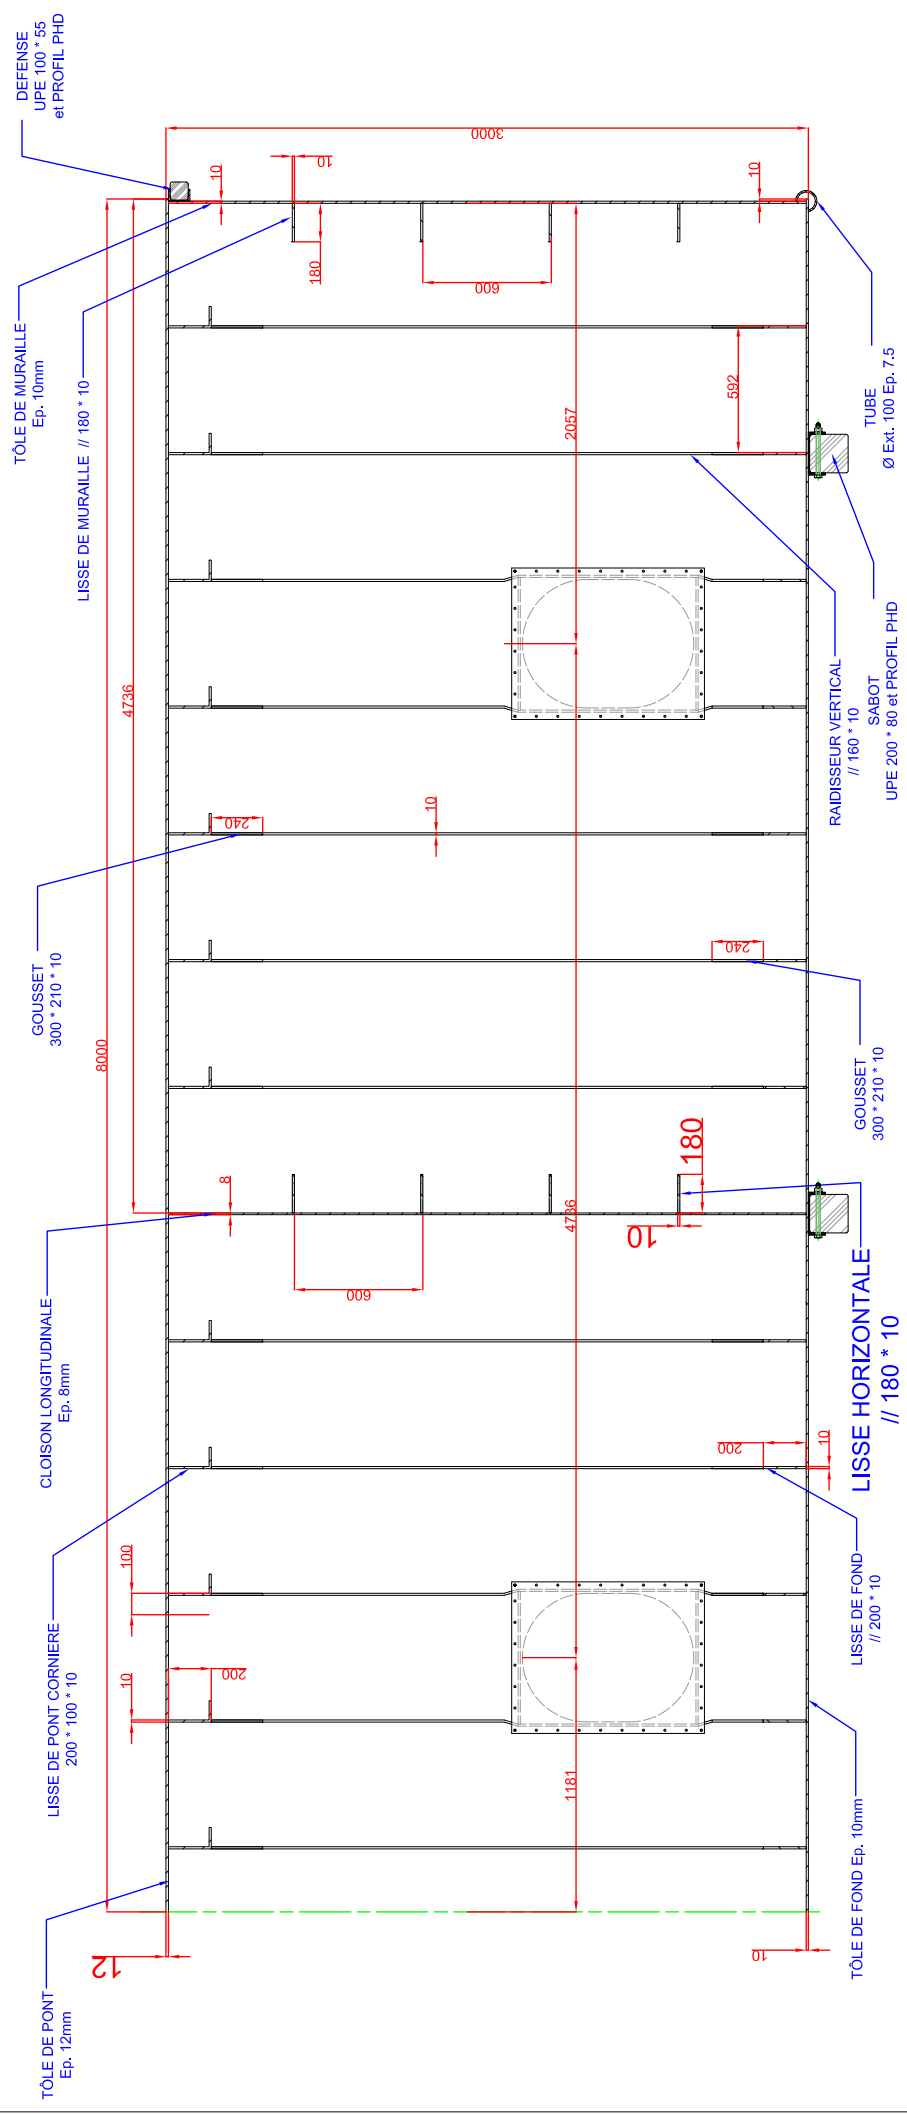 DEFENSE
UPE 100 * 55
et PROFIL PHD
TÔLE DE MURAILLE
Ep. 10mm
LISSE DE MURAILLE // 180 * 10
GOUSSET
300 * 210 * 10
CLOISON LONGITUDINALE
Ep. 8mm
LISSE DE PONT CORNIERE
200 * 100 * 10
TÔLE DE PONT
Ep. 12mm
8000
4736
3000
10
10
180
600
10
2057
592
240
10
240
8
600
4736
10
180
200
10
100
10
200
1181
12
10
TUBE
Ø Ext. 100 Ep. 7.5
SABOT
UPE 200 * 80 et PROFIL PHD
RAIDISSEUR VERTICAL
// 160 * 10
GOUSSET
300 * 210 * 10
LISSE HORIZONTALE
// 180 * 10
LISSE DE FOND
// 200 * 10
TÔLE DE FOND Ep. 10mm